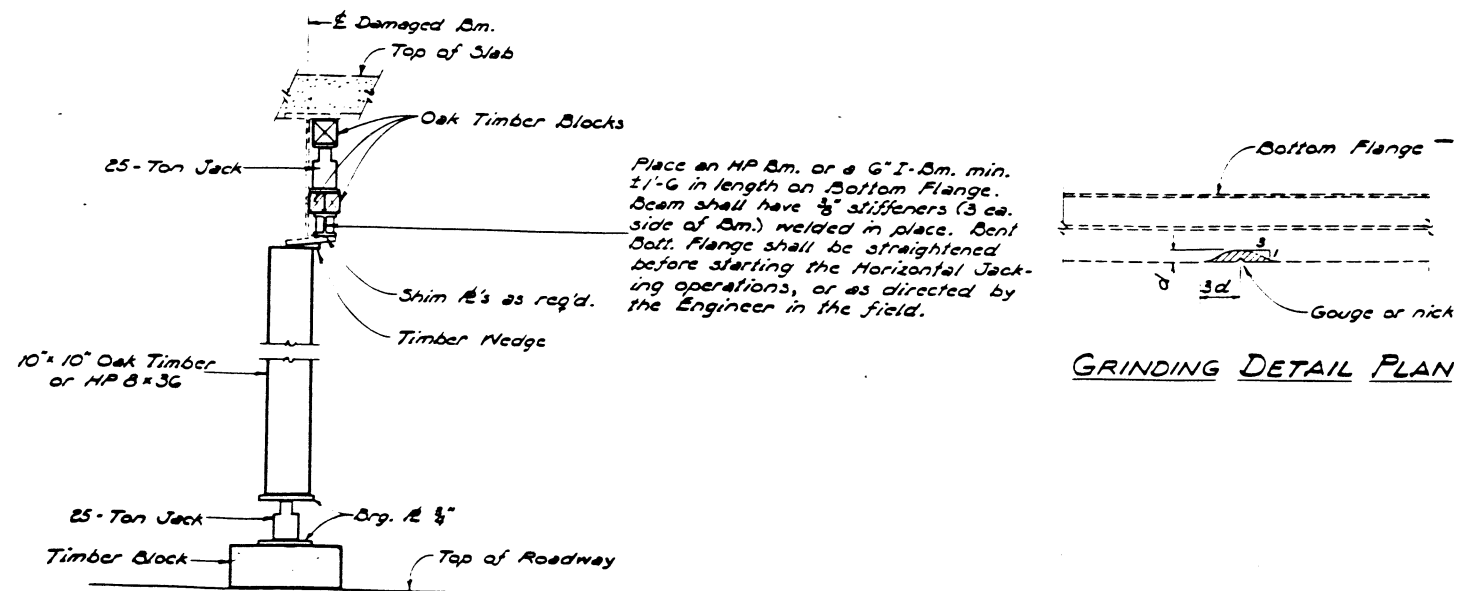 ℄ Damaged Bm.
Top of Slab
Oak Timber Blocks
25-Ton Jack
Place an HP Bm. or a 6" I-Bm. min.
±1'-6 in length on Bottom Flange.
Beam shall have ⅜" stiffeners (3 ea.
side of Bm.) welded in place. Bent
Bott. Flange shall be straightened
before starting the Horizontal Jack-
ing operations, or as directed by
the Engineer in the field.
Shim ℄'s as req'd.
Timber Wedge
10"x 10" Oak Timber
or HP 8x36
25-Ton Jack
Brg. ℄ ¾"
Timber Block
Top of Roadway
Bottom Flange
3
1
d
3d
Gouge or nick
GRINDING DETAIL PLAN